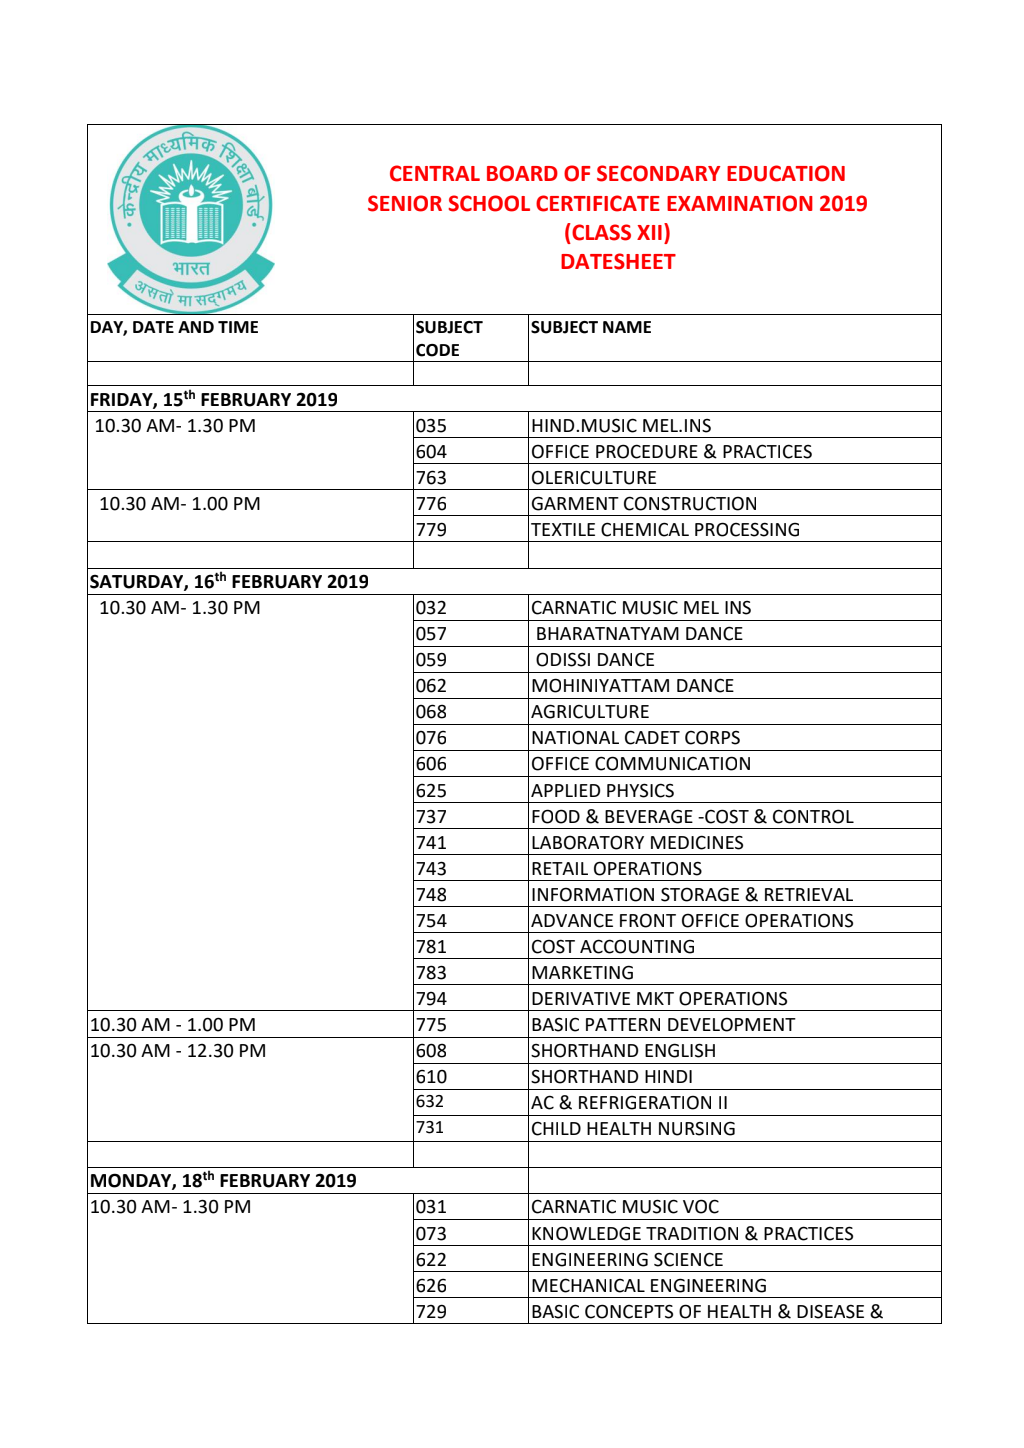 केन्द्रीय माध्यमिक शिक्षा बोर्ड
भारत
असतो मा सद्गमय
CENTRAL BOARD OF SECONDARY EDUCATION
SENIOR SCHOOL CERTIFICATE EXAMINATION 2019
(CLASS XII)
DATESHEET
DAY, DATE AND TIME SUBJECT CODE SUBJECT NAME
FRIDAY, 15th FEBRUARY 2019
10.30 AM- 1.30 PM 035 HIND.MUSIC MEL.INS
604 OFFICE PROCEDURE & PRACTICES
763 OLERICULTURE
10.30 AM- 1.00 PM 776 GARMENT CONSTRUCTION
779 TEXTILE CHEMICAL PROCESSING
SATURDAY, 16th FEBRUARY 2019
10.30 AM- 1.30 PM 032 CARNATIC MUSIC MEL INS
057 BHARATNATYAM DANCE
059 ODISSI DANCE
062 MOHINIYATTAM DANCE
068 AGRICULTURE
076 NATIONAL CADET CORPS
606 OFFICE COMMUNICATION
625 APPLIED PHYSICS
737 FOOD & BEVERAGE -COST & CONTROL
741 LABORATORY MEDICINES
743 RETAIL OPERATIONS
748 INFORMATION STORAGE & RETRIEVAL
754 ADVANCE FRONT OFFICE OPERATIONS
781 COST ACCOUNTING
783 MARKETING
794 DERIVATIVE MKT OPERATIONS
10.30 AM - 1.00 PM 775 BASIC PATTERN DEVELOPMENT
10.30 AM - 12.30 PM 608 SHORTHAND ENGLISH
610 SHORTHAND HINDI
632 AC & REFRIGERATION II
731 CHILD HEALTH NURSING
MONDAY, 18th FEBRUARY 2019
10.30 AM- 1.30 PM 031 CARNATIC MUSIC VOC
073 KNOWLEDGE TRADITION & PRACTICES
622 ENGINEERING SCIENCE
626 MECHANICAL ENGINEERING
729 BASIC CONCEPTS OF HEALTH & DISEASE &